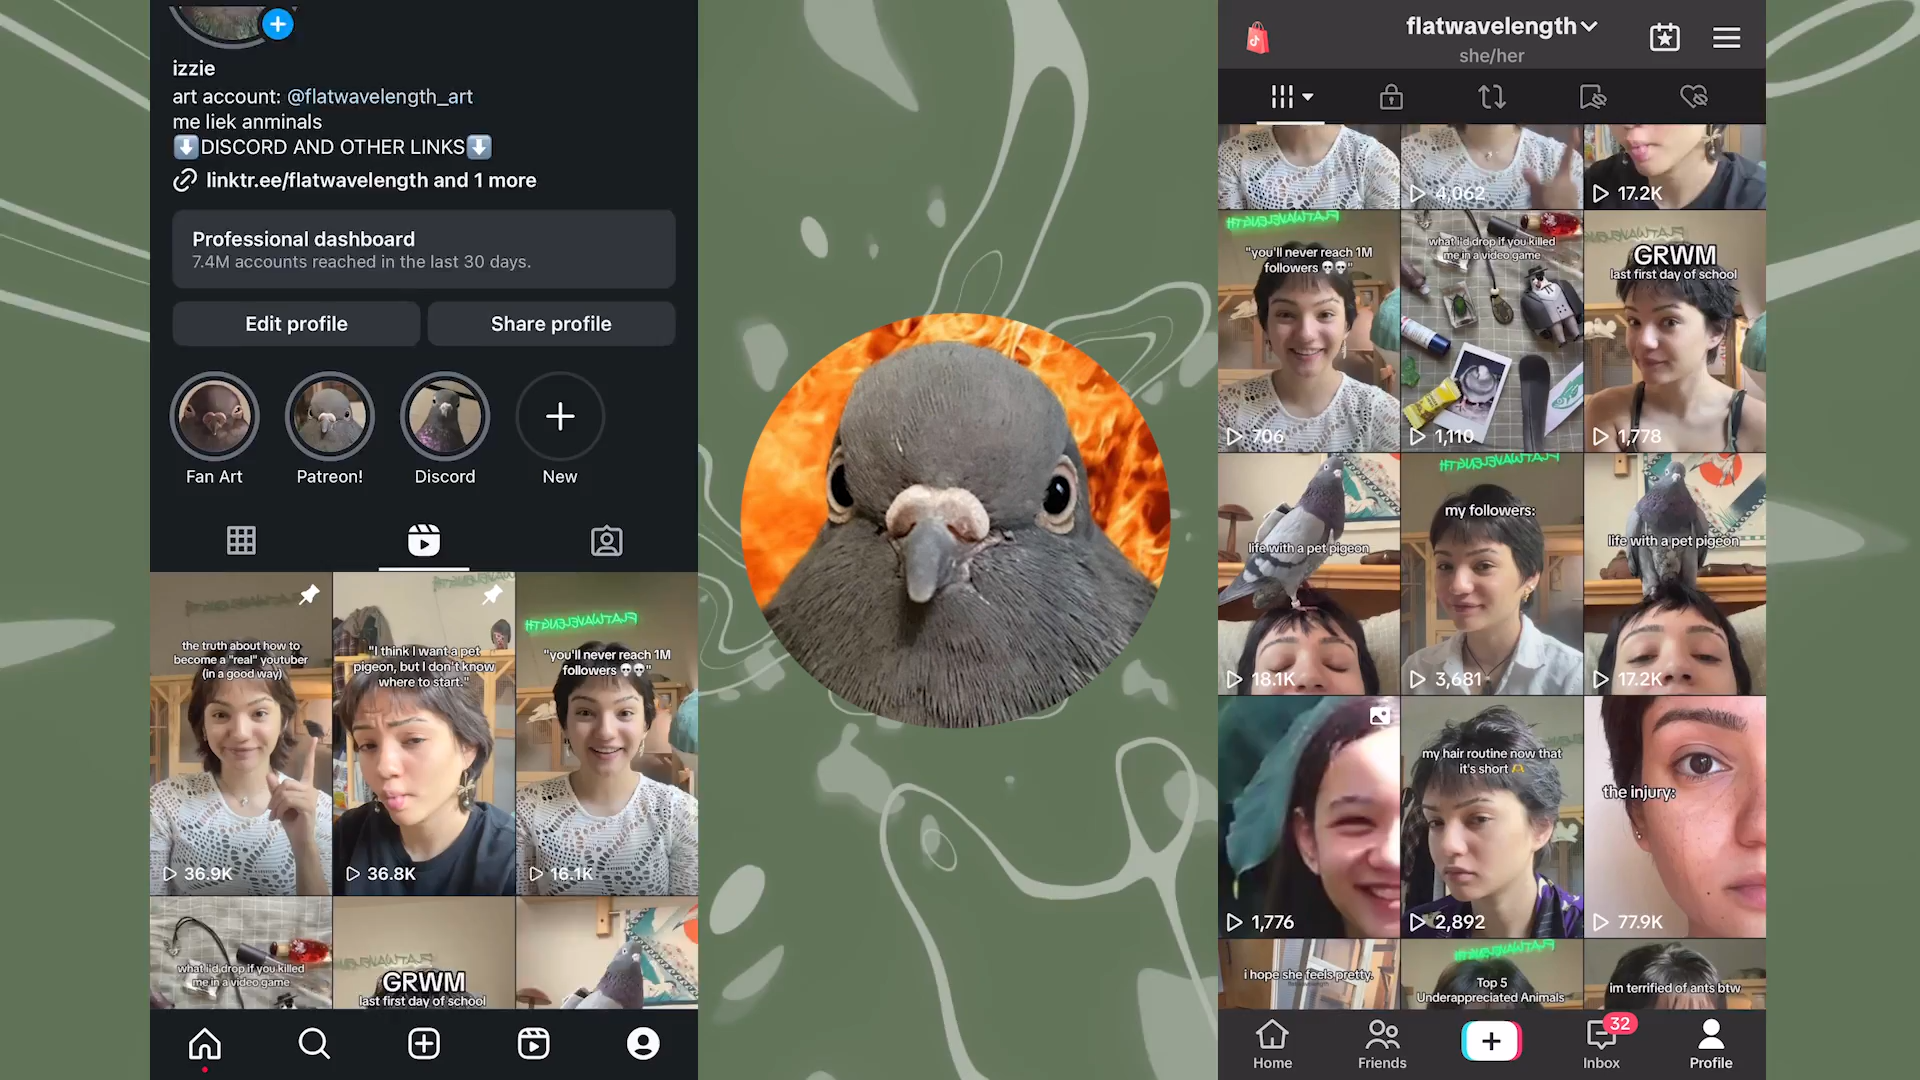 izzie
art account: @flatwavelength_art
me liek anminals
⬇️DISCORD AND OTHER LINKS⬇️
linktr.ee/flatwavelength and 1 more
Professional dashboard
7.4M accounts reached in the last 30 days.
Edit profile
Share profile
Fan Art
Patreon!
Discord
New
the truth about how to
become a "real" youtuber
(in a good way)
36.9K
"I think I want a pet
pigeon, but I don't know
where to start."
36.8K
FLATWAVELENGTH
"you'll never reach 1M
followers 💀💀"
16.1K
what i'd drop if you killed
me in a video game
GRWM
last first day of school
flatwavelength
she/her
4,062
17.2K
FLATWAVELENGTH
"you'll never reach 1M
followers 💀💀"
706
what i'd drop if you killed
me in a video game
1,110
FLATWAVELENGTH
GRWM
last first day of school
1,778
life with a pet pigeon
18.1K
FLATWAVELENGTH
my followers:
3,681
life with a pet pigeon
17.2K
1,776
my hair routine now that
it's short 🫶
2,892
the injury:
77.9K
i hope she feels pretty.
FLATWAVELENGTH
Top 5
Underappreciated Animals
im terrified of ants btw
Home
Friends
32
Inbox
Profile